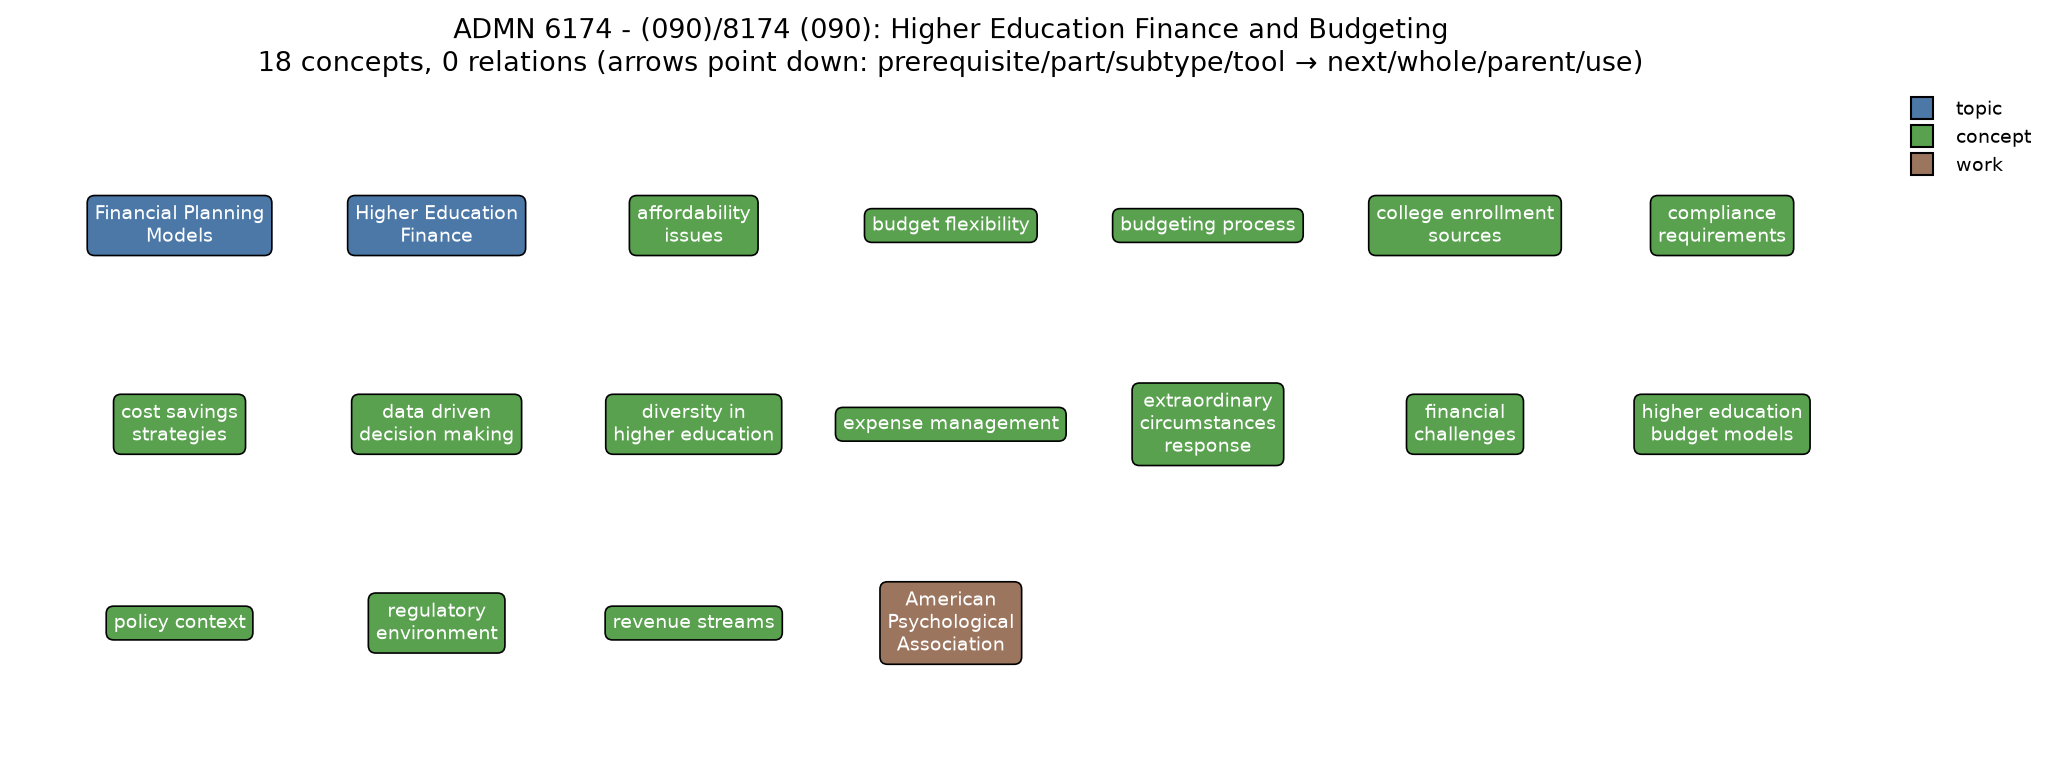 ADMN 6174 - (090)/8174 (090): Higher Education Finance and Budgeting
18 concepts, 0 relations (arrows point down: prerequisite/part/subtype/tool → next/whole/parent/use)
topic
concept
work
Financial Planning
Models
Higher Education
Finance
affordability
issues
budget flexibility
budgeting process
college enrollment
sources
compliance
requirements
cost savings
strategies
data driven
decision making
diversity in
higher education
expense management
extraordinary
circumstances
response
financial
challenges
higher education
budget models
policy context
regulatory
environment
revenue streams
American
Psychological
Association